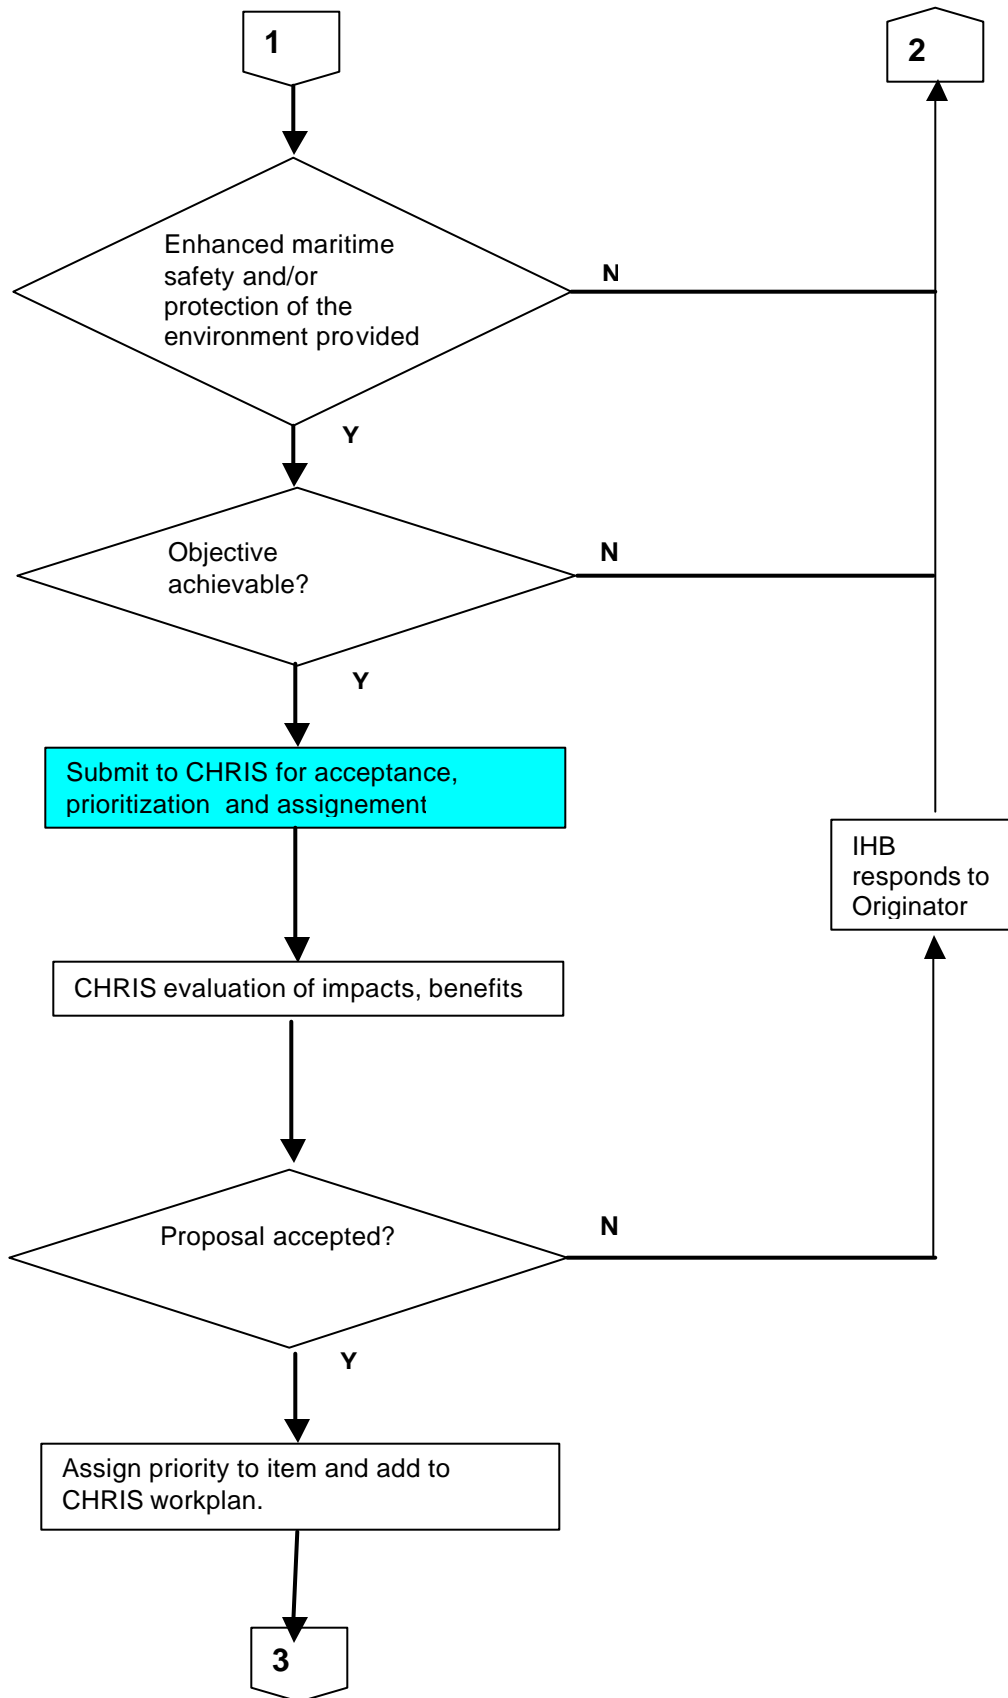 1
2
Enhanced maritime
safety and/or
protection of the
environment provided
N
Y
Objective
achievable?
N
Y
Submit to CHRIS for acceptance,
prioritization and assignement
IHB
responds to
Originator
CHRIS evaluation of impacts, benefits
Proposal accepted?
N
Y
Assign priority to item and add to
CHRIS workplan.
3